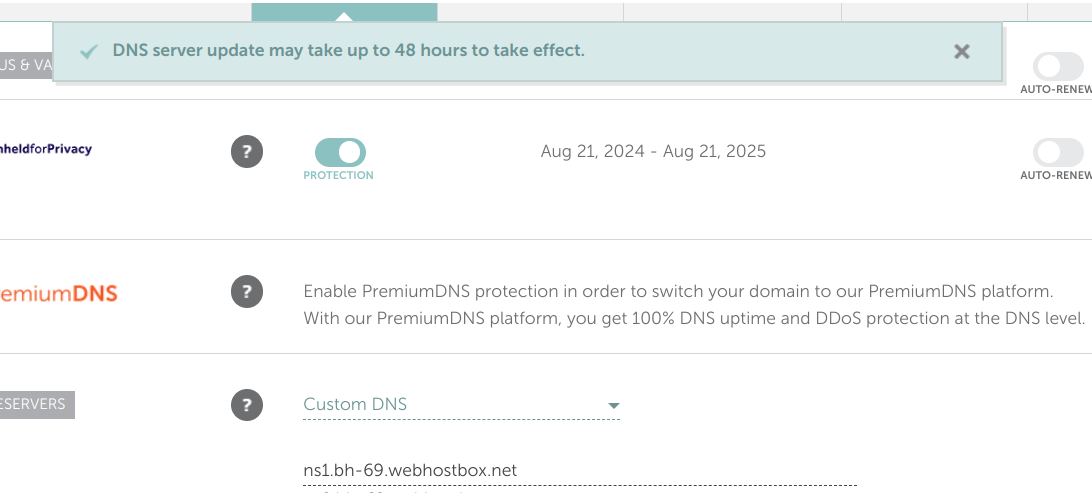 DNS server update may take up to 48 hours to take effect.
US & VA
AUTO-RENEW
nheldforPrivacy
?
PROTECTION
Aug 21, 2024 - Aug 21, 2025
AUTO-RENEW
emiumDNS
?
Enable PremiumDNS protection in order to switch your domain to our PremiumDNS platform.
With our PremiumDNS platform, you get 100% DNS uptime and DDoS protection at the DNS level.
ESERVERS
?
Custom DNS
ns1.bh-69.webhostbox.net